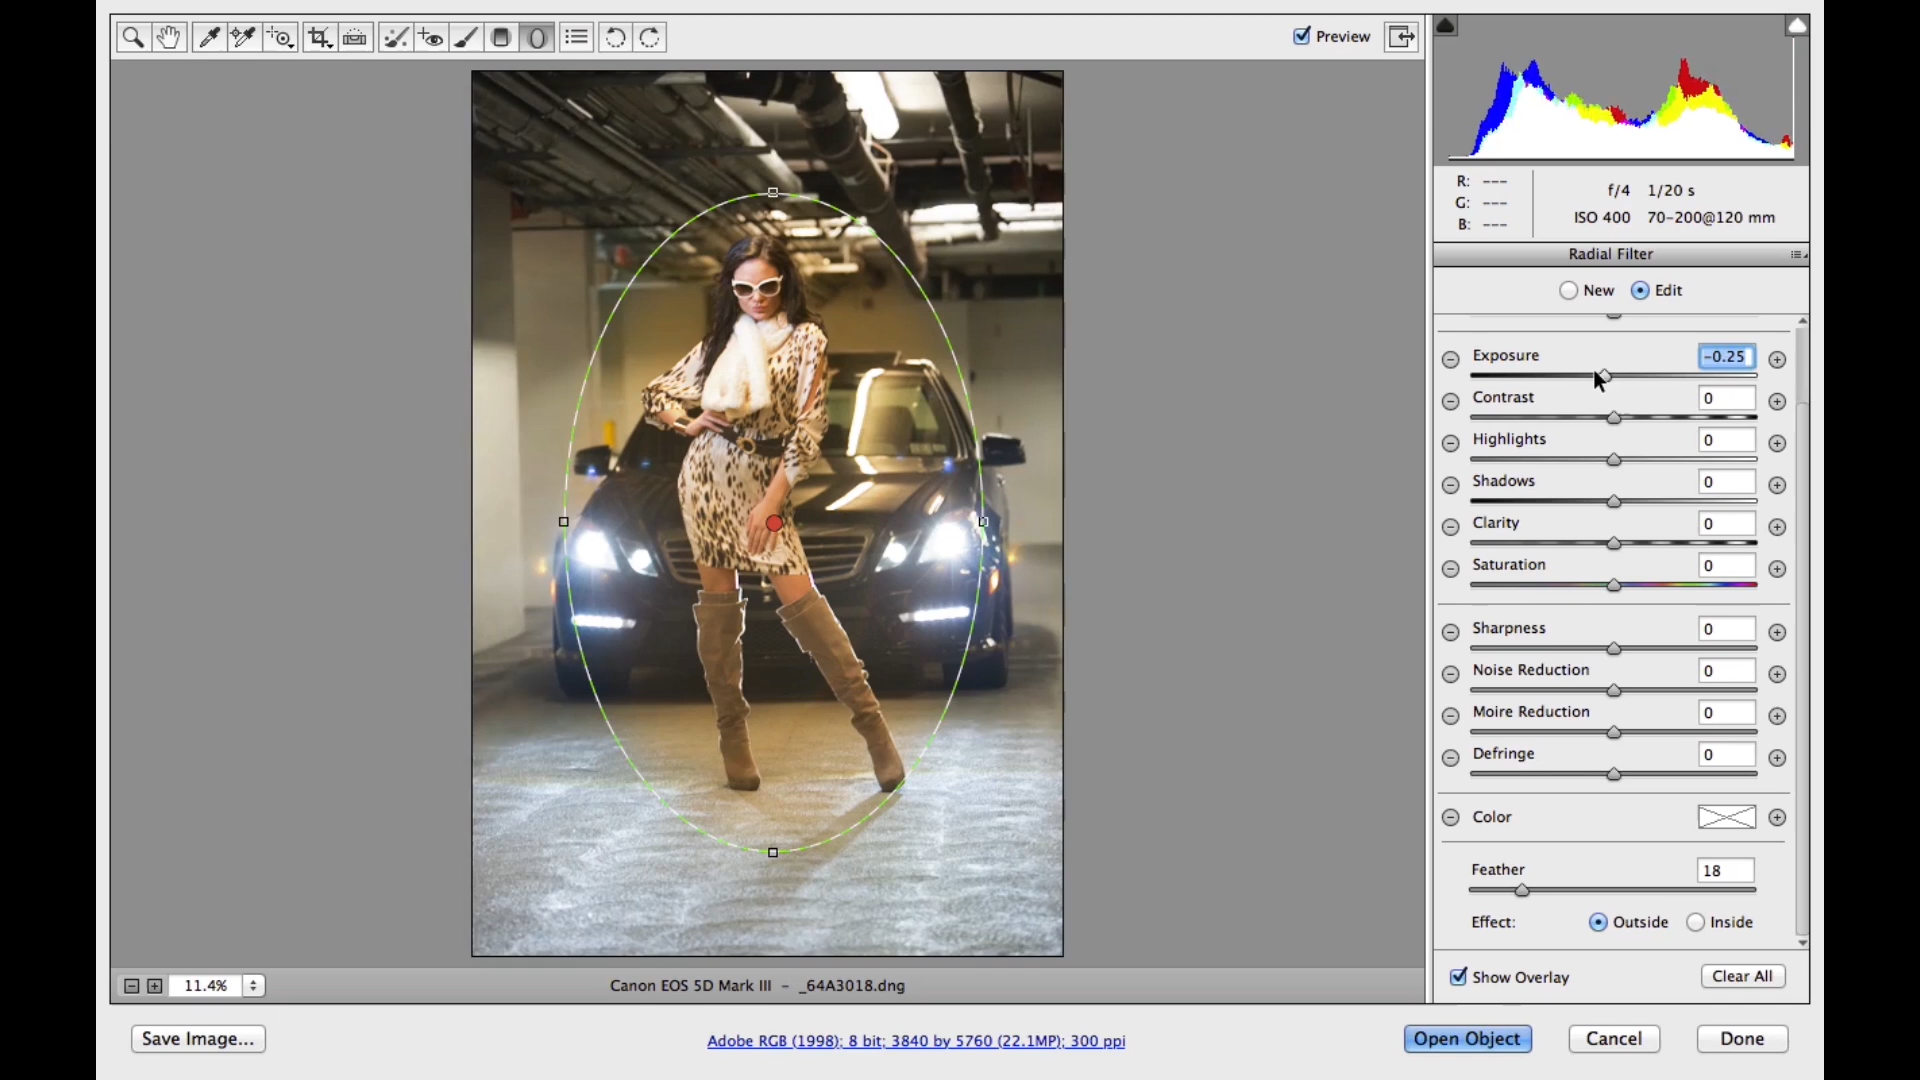 Preview
R: ---
G: ---
B: ---
f/4 1/20 s
ISO 400 70-200@120 mm
Radial Filter
New Edit
Exposure -0.25
Contrast 0
Highlights 0
Shadows 0
Clarity 0
Saturation 0
Sharpness 0
Noise Reduction 0
Moire Reduction 0
Defringe 0
Color
Feather 18
Effect: Outside Inside
Show Overlay Clear All
11.4% Canon EOS 5D Mark III - _64A3018.dng
Save Image... Adobe RGB (1998); 8 bit; 3840 by 5760 (22.1MP); 300 ppi Open Object Cancel Done